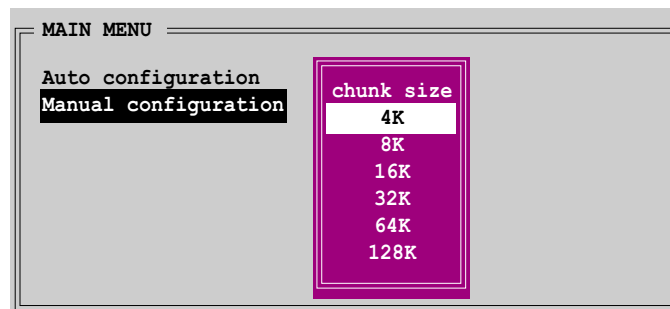 MAIN MENU
Auto configuration
Manual configuration
chunk size
4K
8K
16K
32K
64K
128K